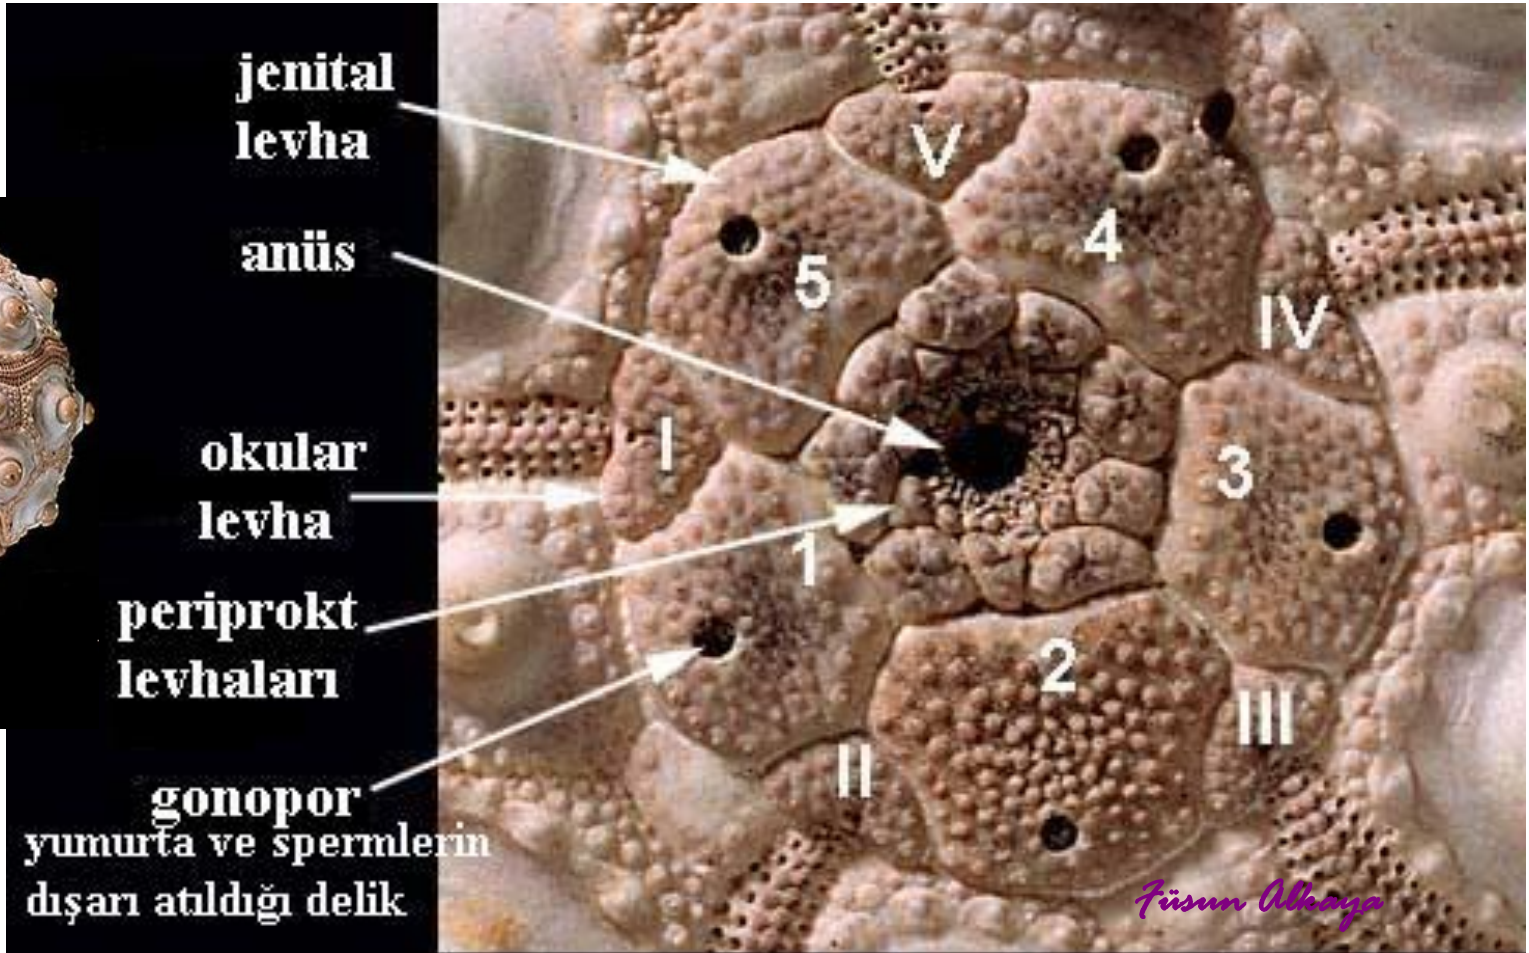 jenital
levha
anüs
okular
levha
periprokt
levhaları
gonopor
yumurta ve spermlerin
dışarı atıldığı delik
V
4
5
IV
I
3
1
2
III
II
Füsun Alkaya